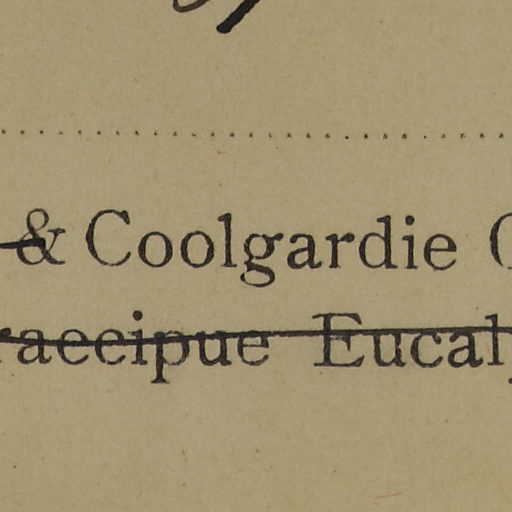 & Coolgardie
raecipue Eucal